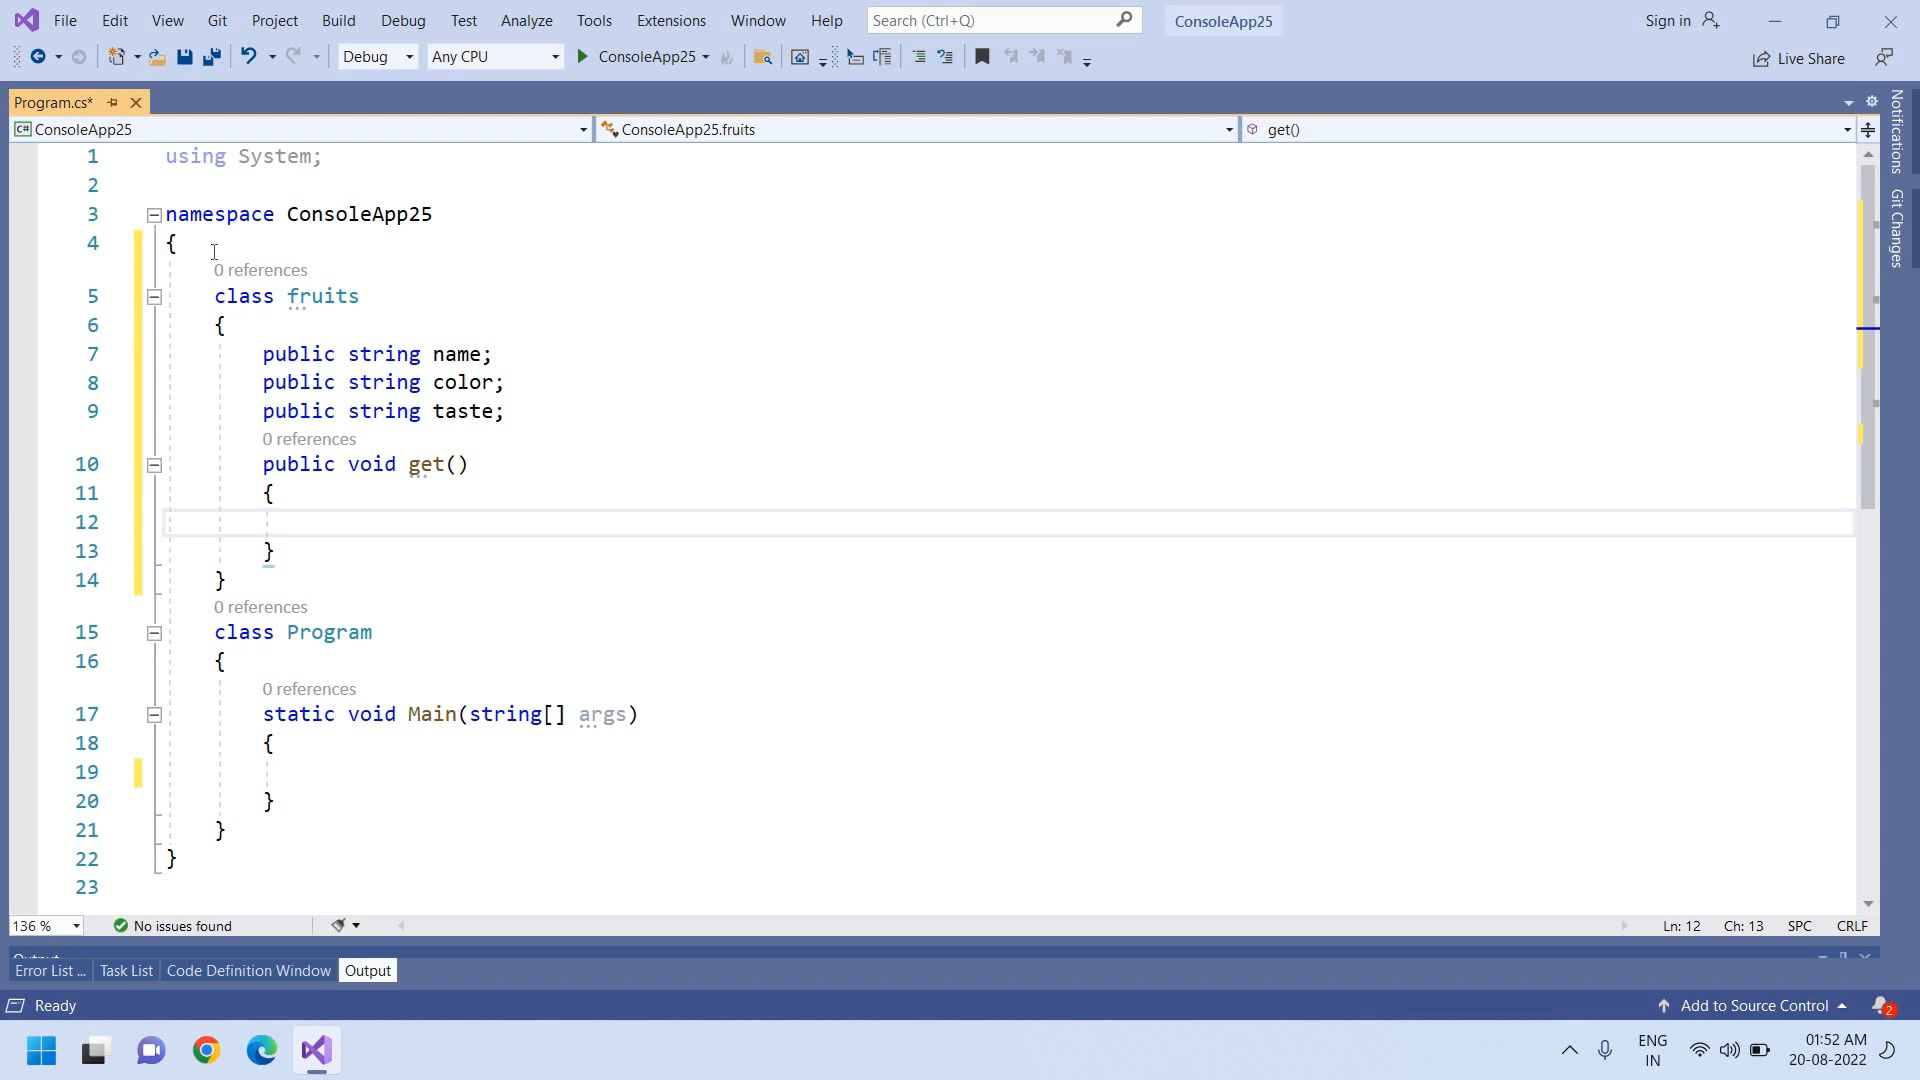 File Edit View Git Project Build Debug Test Analyze Tools Extensions Window Help Search (Ctrl+Q) ConsoleApp25 Sign in
Debug Any CPU ConsoleApp25 Live Share
Program.cs*
ConsoleApp25 ConsoleApp25.fruits get()
1 using System;
2
3 namespace ConsoleApp25
4 {
0 references
5 class fruits
6 {
7 public string name;
8 public string color;
9 public string taste;
0 references
10 public void get()
11 {
12
13 }
14 }
0 references
15 class Program
16 {
0 references
17 static void Main(string[] args)
18 {
19
20 }
21 }
22 }
23
Notifications
Git Changes
136 % No issues found Ln: 12 Ch: 13 SPC CRLF
Error List ... Task List Code Definition Window Output
Ready Add to Source Control 2
ENG
IN
01:52 AM
20-08-2022